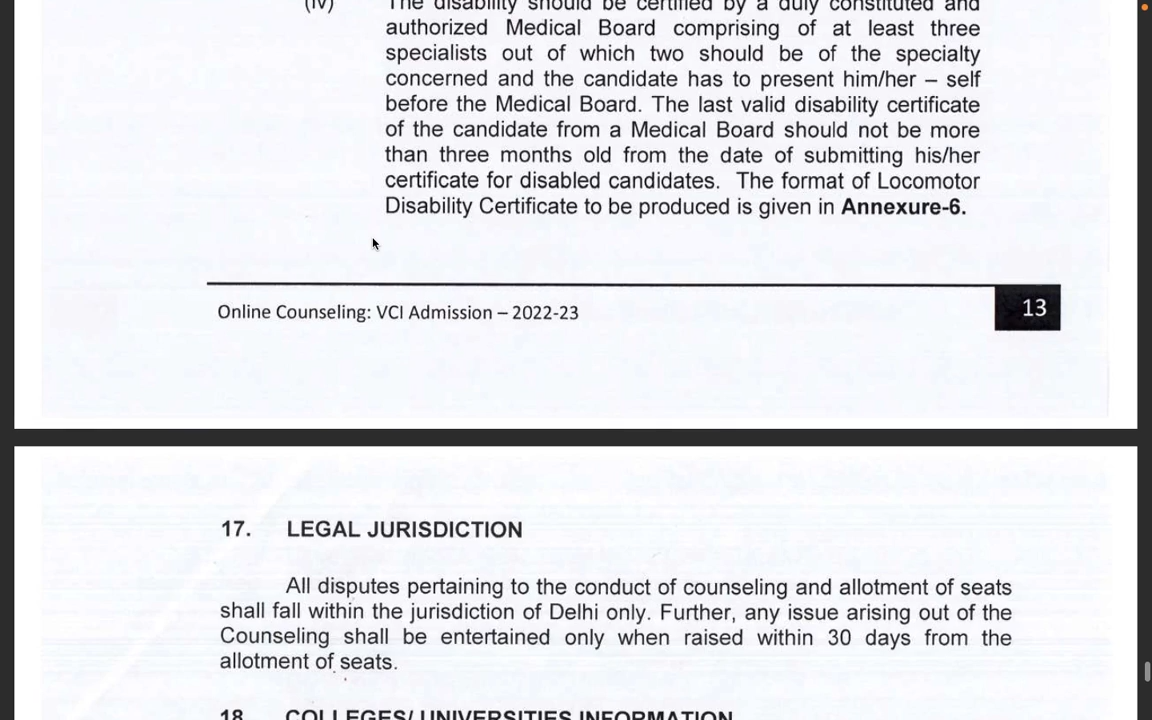 (iv) The disability should be certified by a duly constituted and
authorized Medical Board comprising of at least three
specialists out of which two should be of the specialty
concerned and the candidate has to present him/her – self
before the Medical Board. The last valid disability certificate
of the candidate from a Medical Board should not be more
than three months old from the date of submitting his/her
certificate for disabled candidates. The format of Locomotor
Disability Certificate to be produced is given in Annexure-6.
Online Counseling: VCI Admission – 2022-23 13
17. LEGAL JURISDICTION
All disputes pertaining to the conduct of counseling and allotment of seats
shall fall within the jurisdiction of Delhi only. Further, any issue arising out of the
Counseling shall be entertained only when raised within 30 days from the
allotment of seats.
18. COLLEGES/ UNIVERSITIES INFORMATION